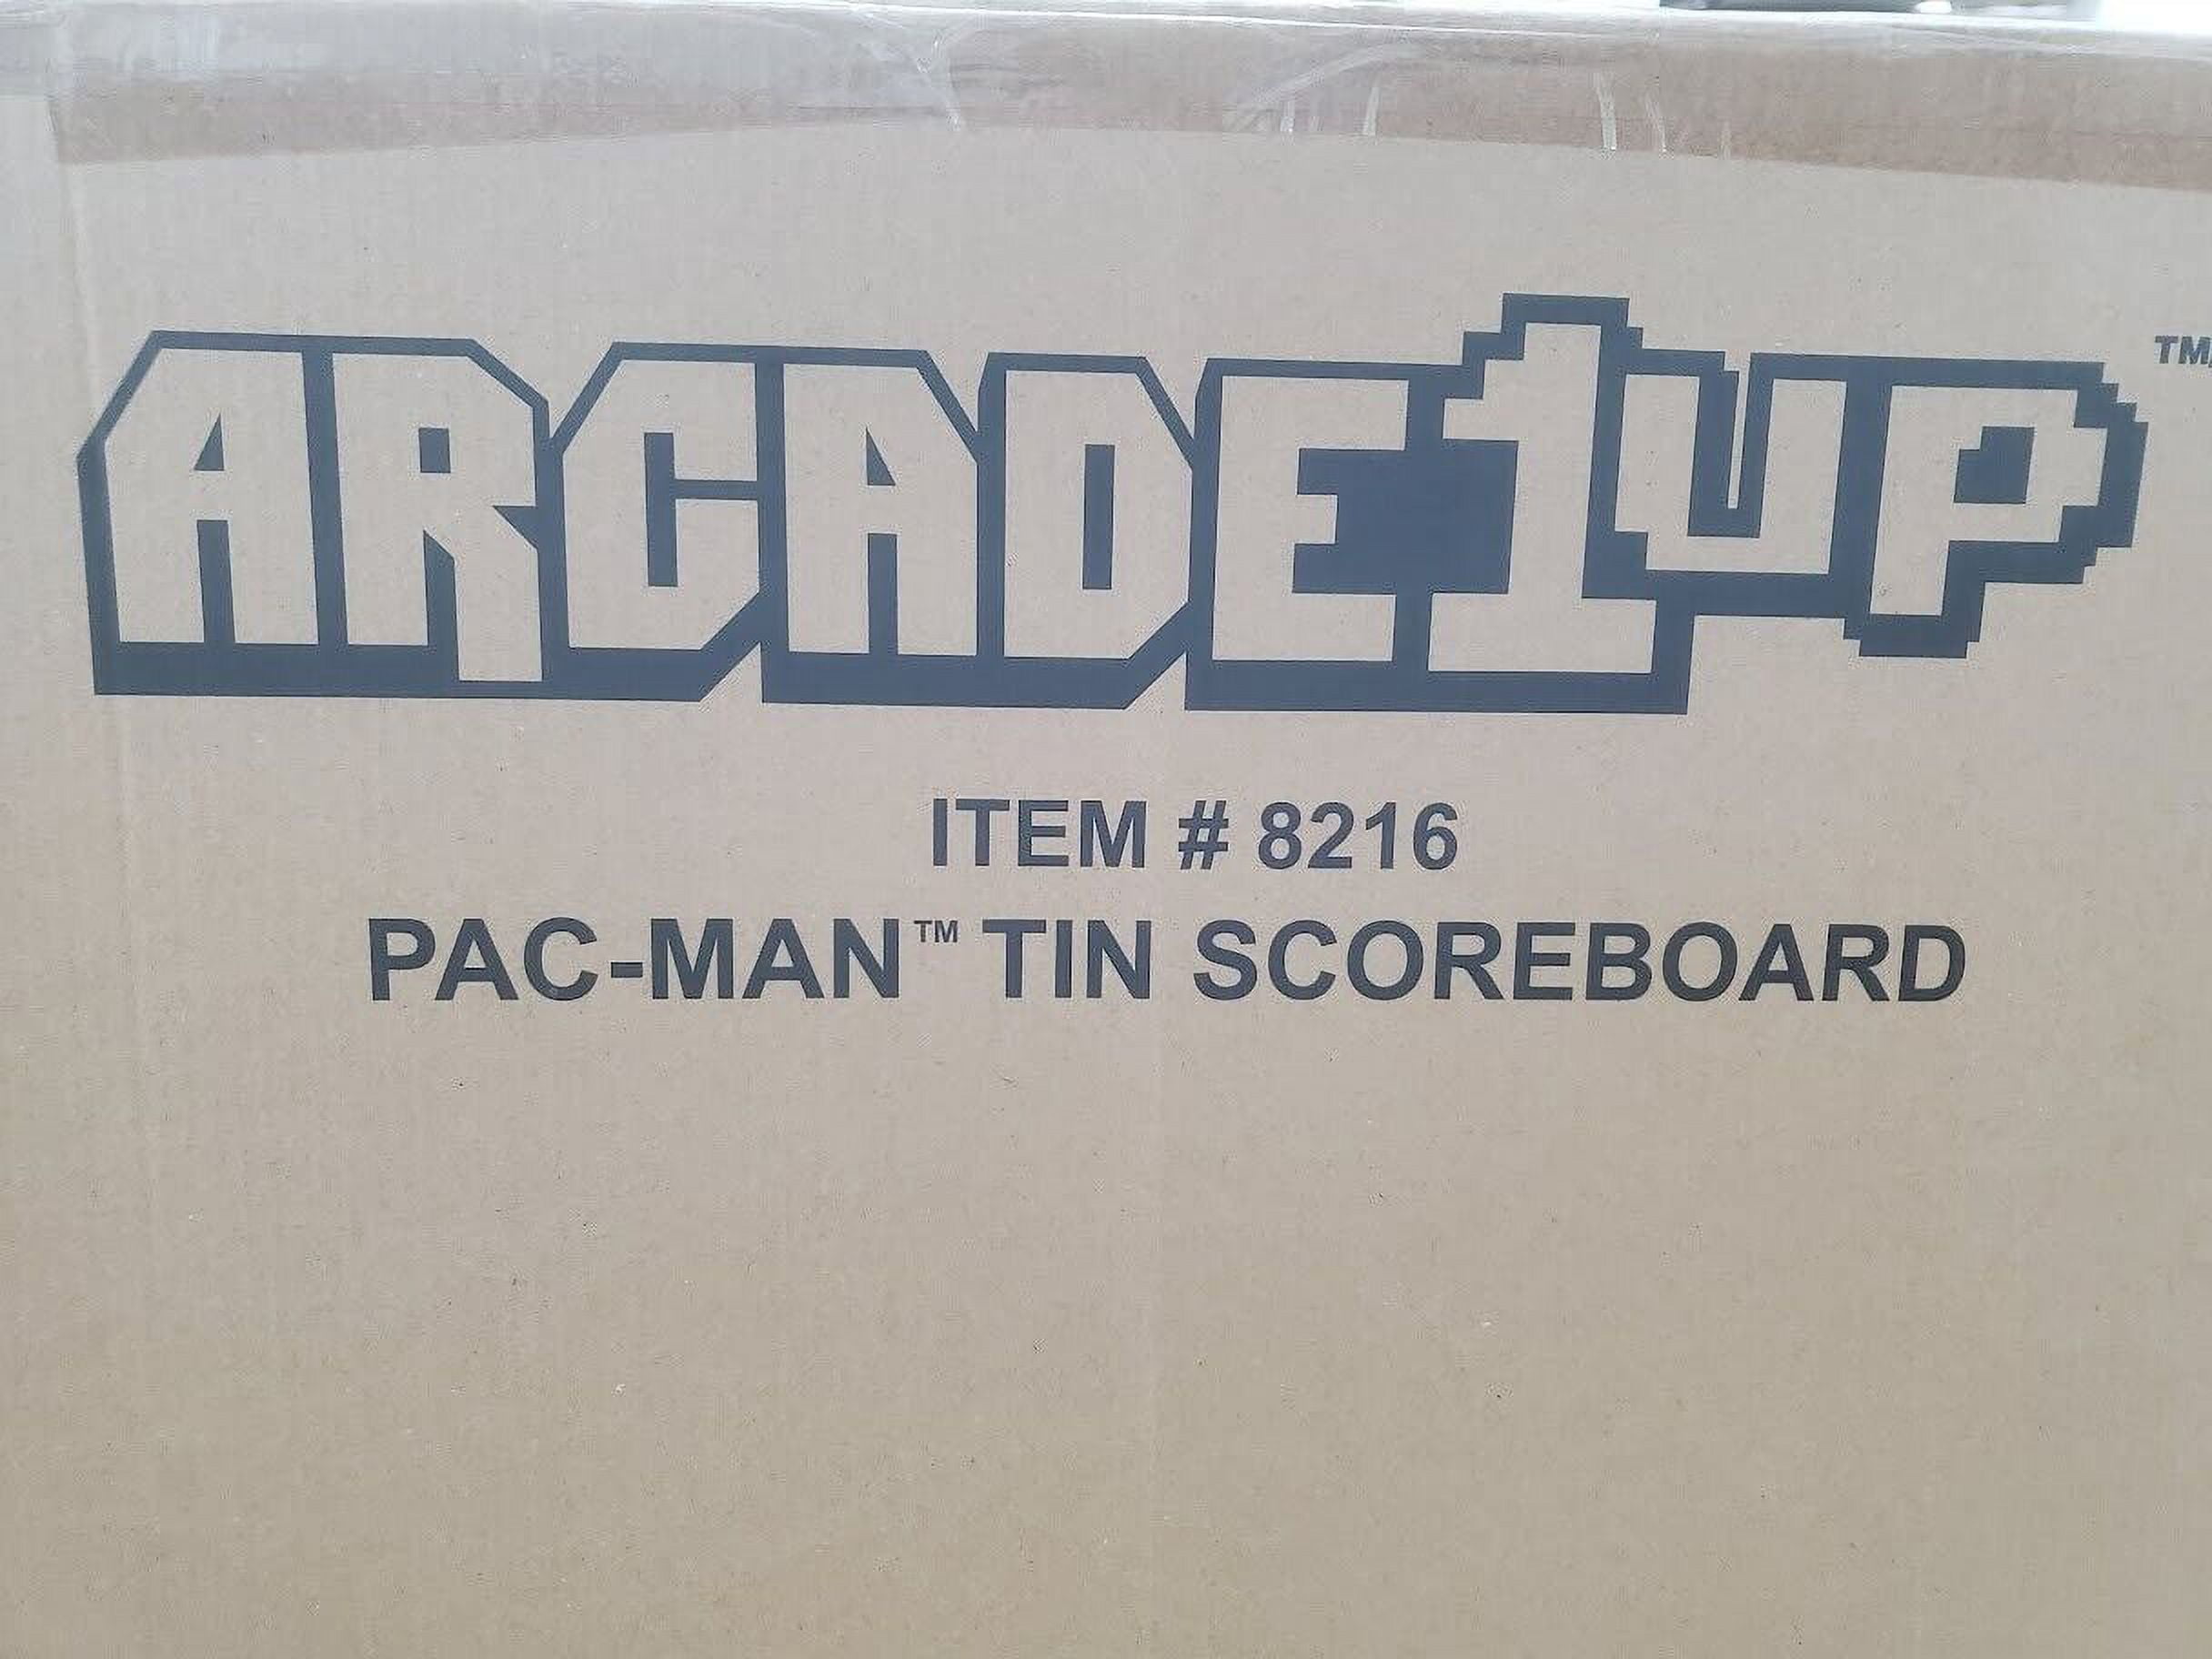 ARCADE1UP™
ITEM # 8216
PAC-MAN™ TIN SCOREBOARD